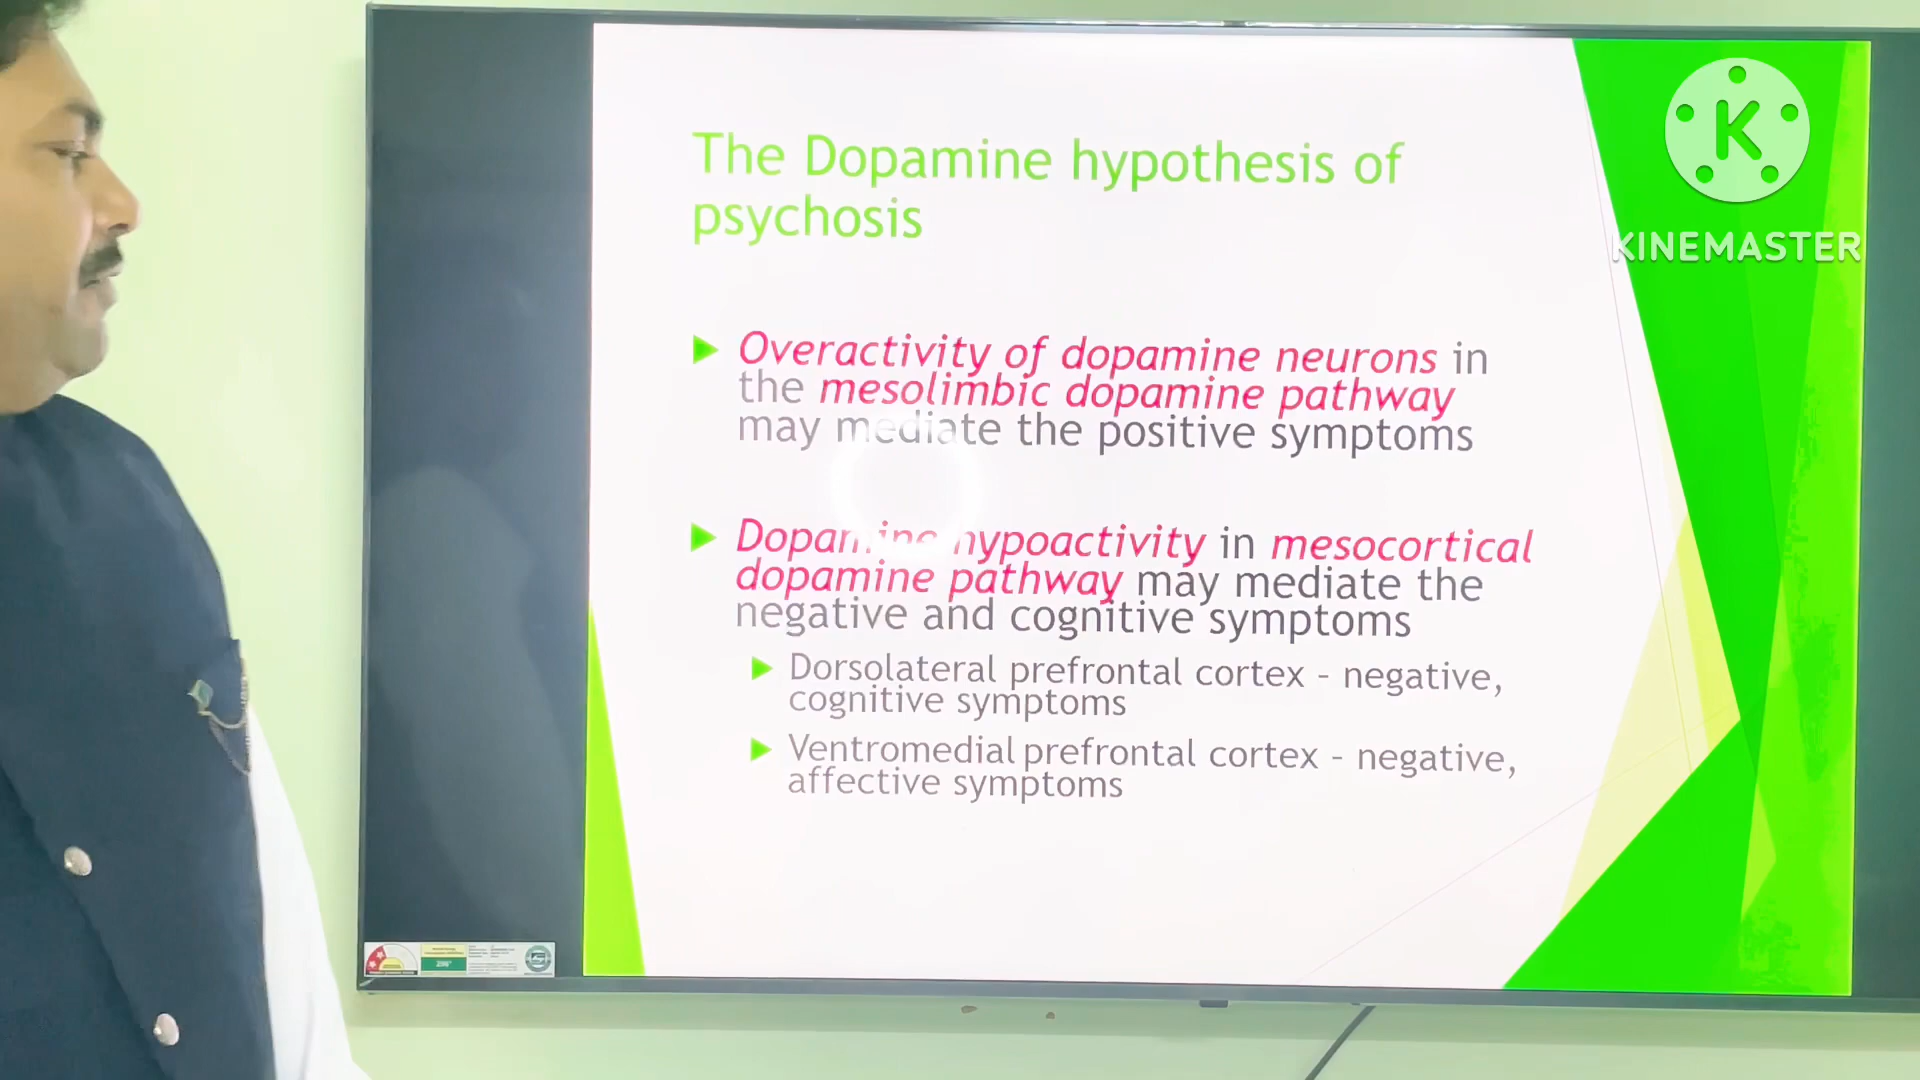 The Dopamine hypothesis of
psychosis
Overactivity of dopamine neurons in
the mesolimbic dopamine pathway
may mediate the positive symptoms
Dopamine hypoactivity in mesocortical
dopamine pathway may mediate the
negative and cognitive symptoms
Dorsolateral prefrontal cortex - negative,
cognitive symptoms
Ventromedial prefrontal cortex - negative,
affective symptoms
K
KINEMASTER